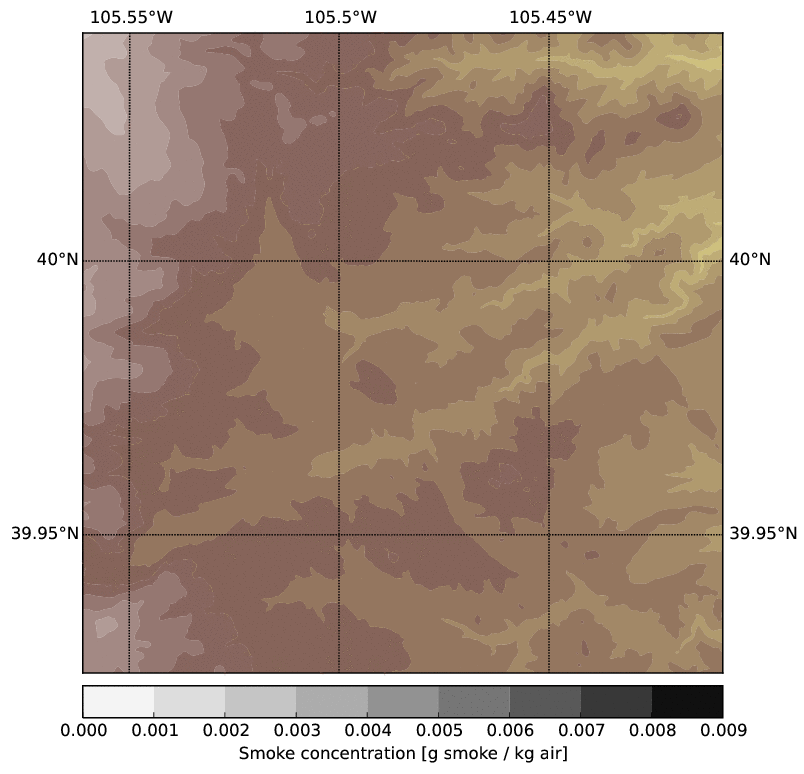 105.55°W 105.5°W 105.45°W
40°N 40°N
39.95°N 39.95°N
0.000 0.001 0.002 0.003 0.004 0.005 0.006 0.007 0.008 0.009
Smoke concentration [g smoke / kg air]